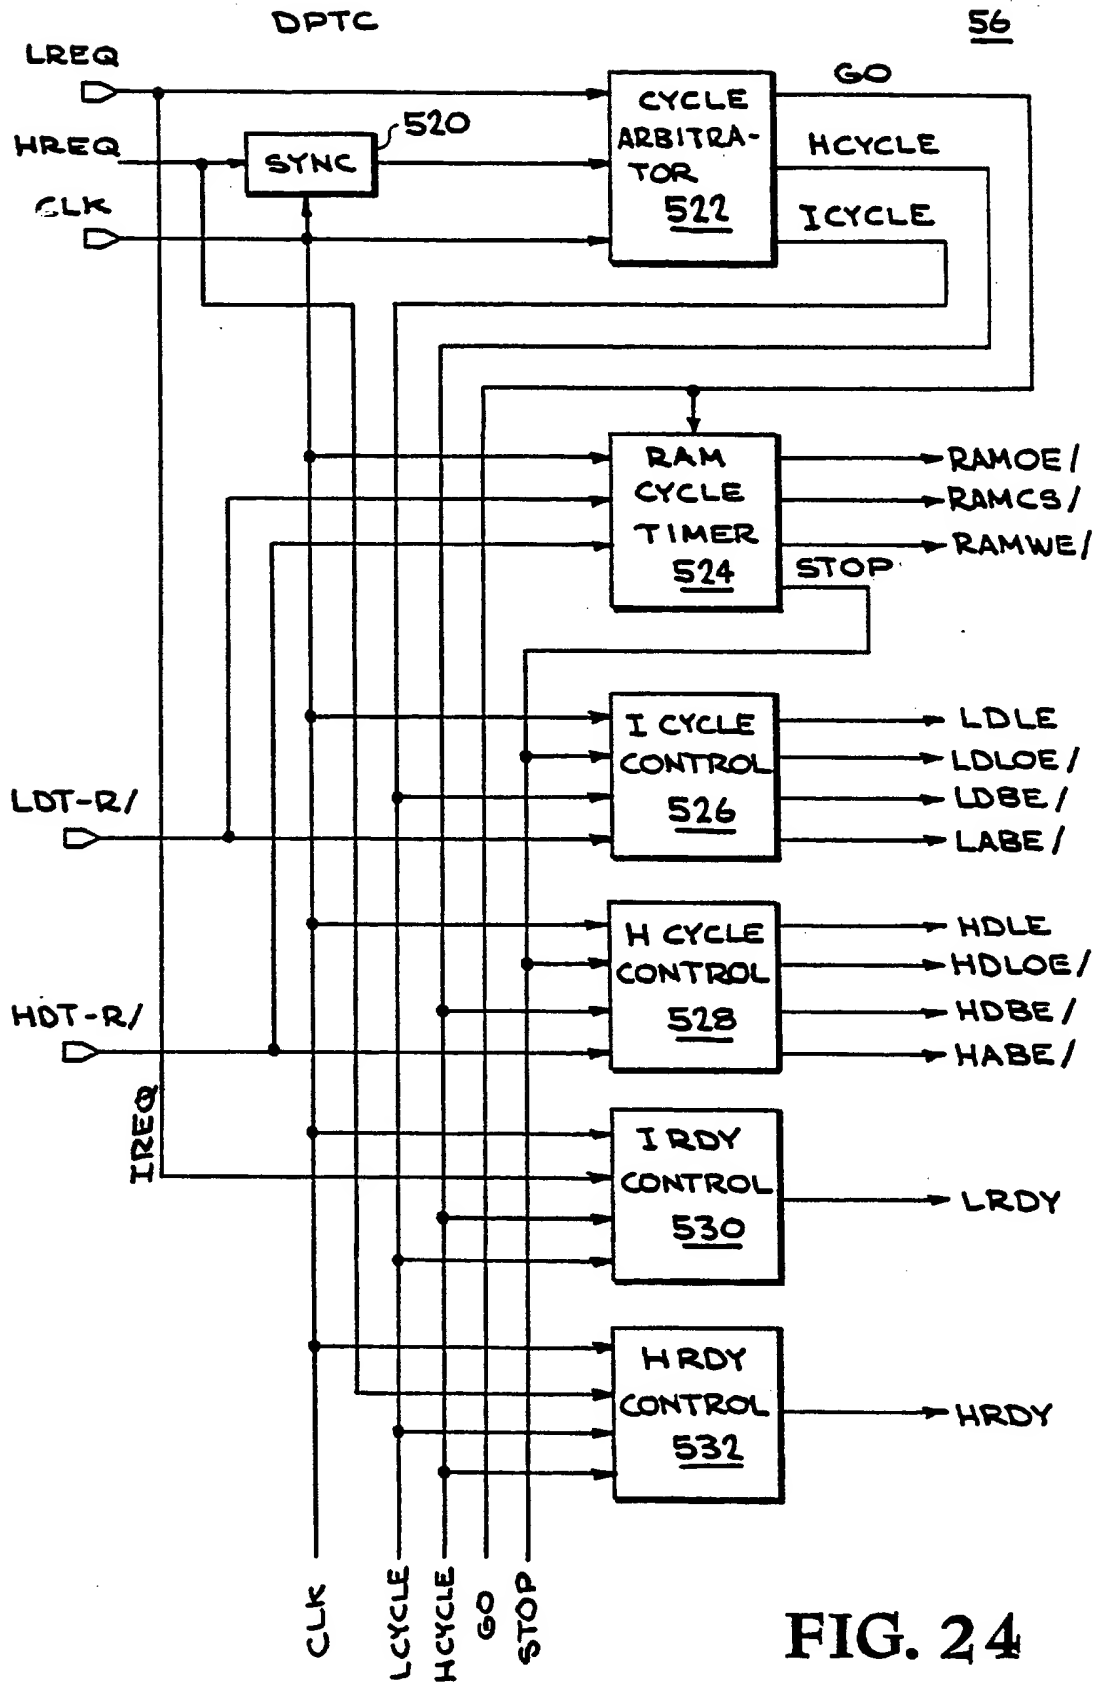 DPTC
56
LREQ
GO
CYCLE
ARBITRA-
TOR
522
HREQ
520
SYNC
HCYCLE
CLK
ICYCLE
RAM
CYCLE
TIMER
524
RAMOE/
RAMCS/
RAMWE/
STOP
I CYCLE
CONTROL
526
LDLE
LDLOE/
LDBE/
LABE/
LDT-R/
H CYCLE
CONTROL
528
HDLE
HDLOE/
HDBE/
HABE/
HDT-R/
IREQ
I RDY
CONTROL
530
LRDY
HRDY
CONTROL
532
HRDY
CLK
LCYCLE
HCYCLE
GO
STOP
FIG. 24